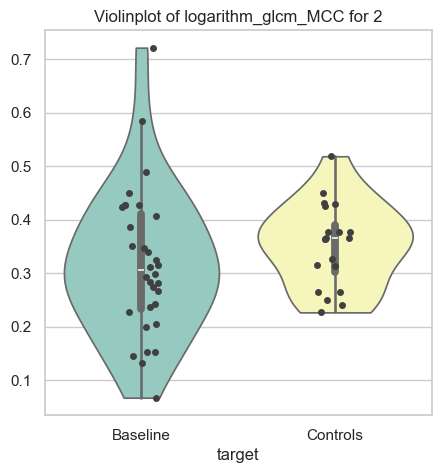 Violinplot of logarithm_glcm_MCC for 2
0.7
0.6
0.5
0.4
0.3
0.2
0.1
Baseline
Controls
target